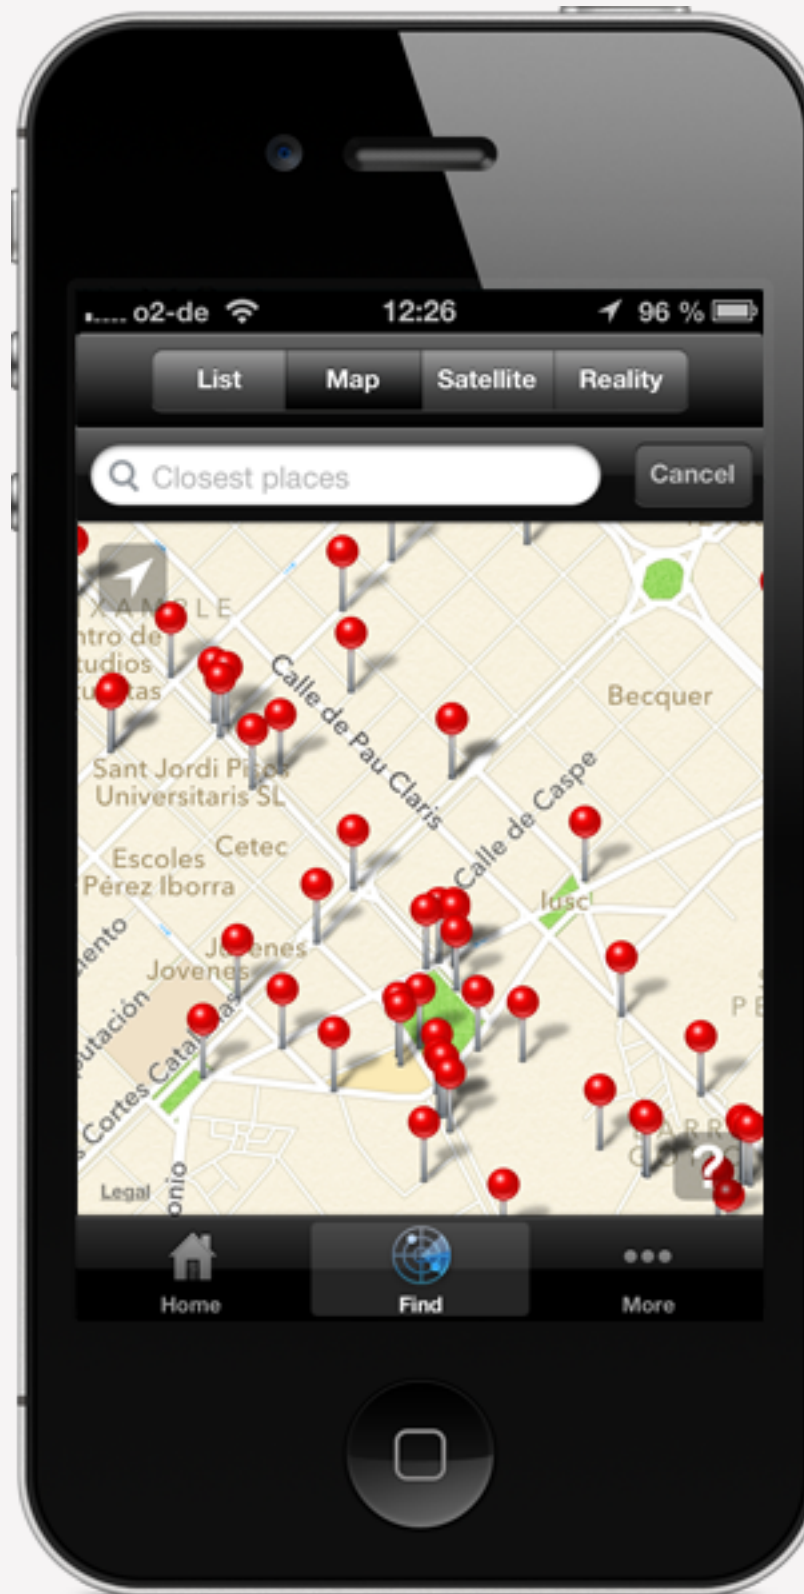 o2-de
12:26
96 %
List
Map
Satellite
Reality
Closest places
Cancel
Calle de Pau Claris
Becquer
Calle de Caspe
Sant Jordi
Universitaris SL
Cetec
Escoles
Pérez Iborra
Jovenes
Cortes
Legal
?
Home
Find
More